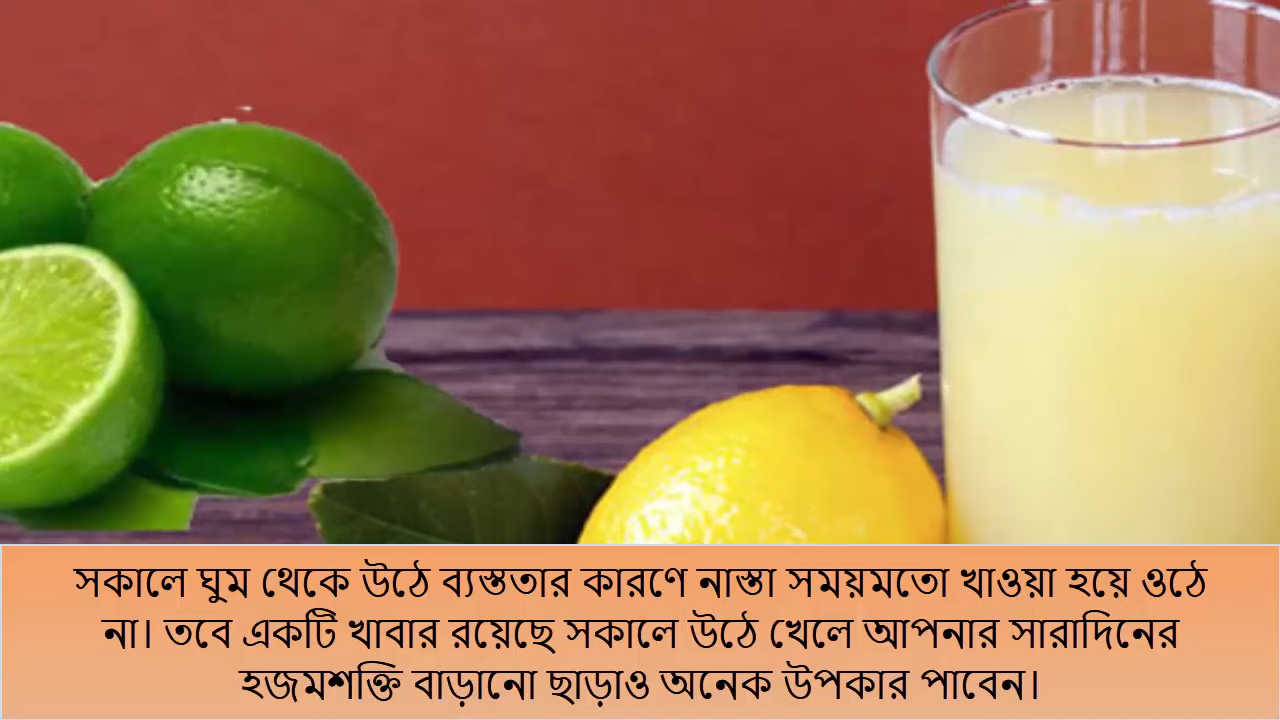 সকালে ঘুম থেকে উঠে ব্যস্ততার কারণে নাস্তা সময়মতো খাওয়া হয়ে ওঠে
না। তবে একটি খাবার রয়েছে সকালে উঠে খেলে আপনার সারাদিনের
হজমশক্তি বাড়ানো ছাড়াও অনেক উপকার পাবেন।